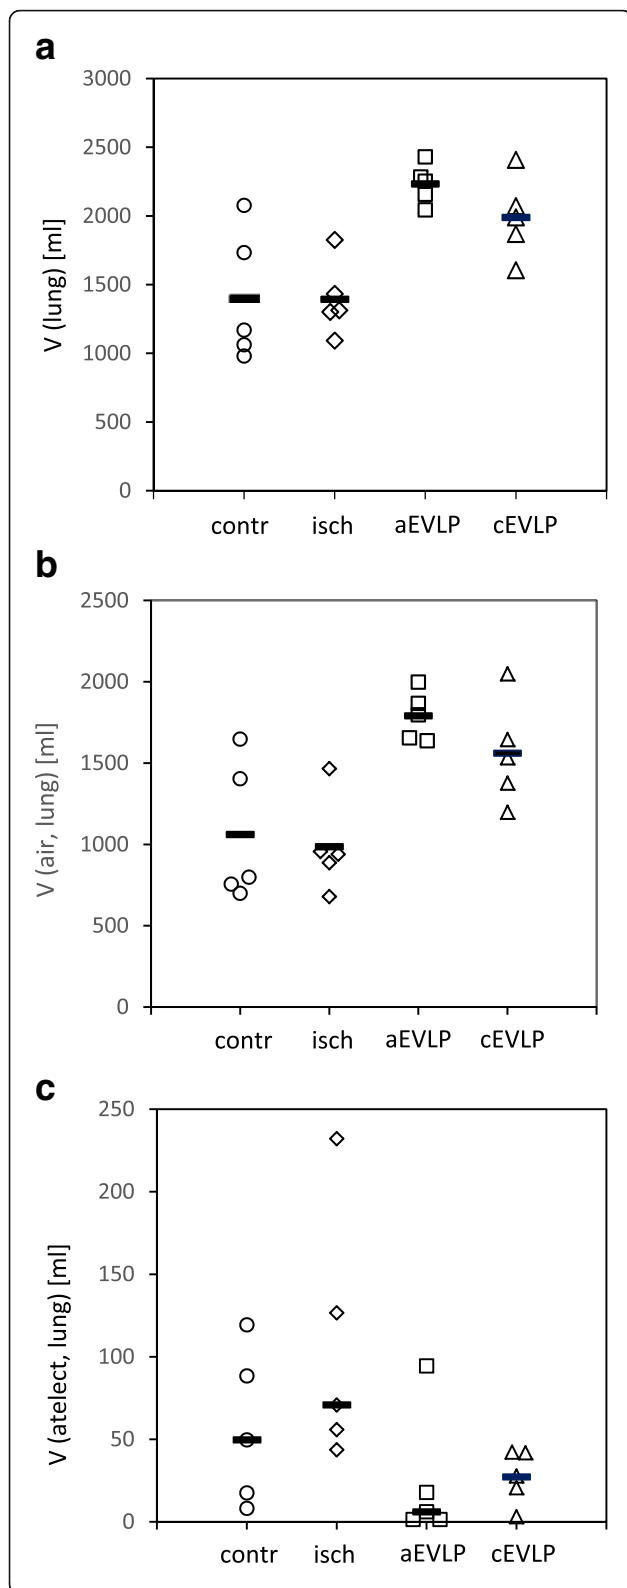 a
V (lung) [ml]
3000
2500
2000
1500
1000
500
0
contr isch aEVLP cEVLP
b
V (air, lung) [ml]
2500
2000
1500
1000
500
0
contr isch aEVLP cEVLP
c
V (atelect, lung) [ml]
250
200
150
100
50
0
contr isch aEVLP cEVLP